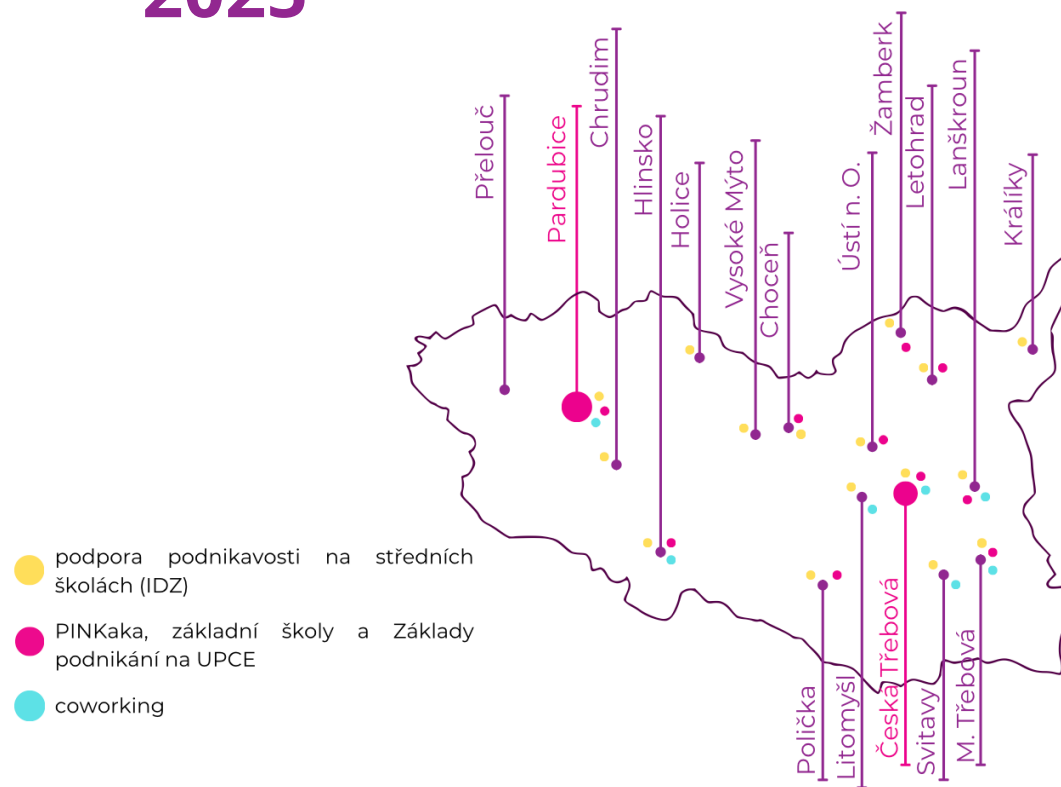 2025
Přelouč
Pardubice
Chrudim
Hlinsko
Holice
Vysoké Mýto
Choceň
Ústí n. O.
Žamberk
Letohrad
Lanškroun
Králíky
podpora podnikavosti na středních
školách (IDZ)
PINKaka, základní školy a Základy
podnikání na UPCE
coworking
Polička
Litomyšl
Česká Třebová
Svitavy
M. Třebová